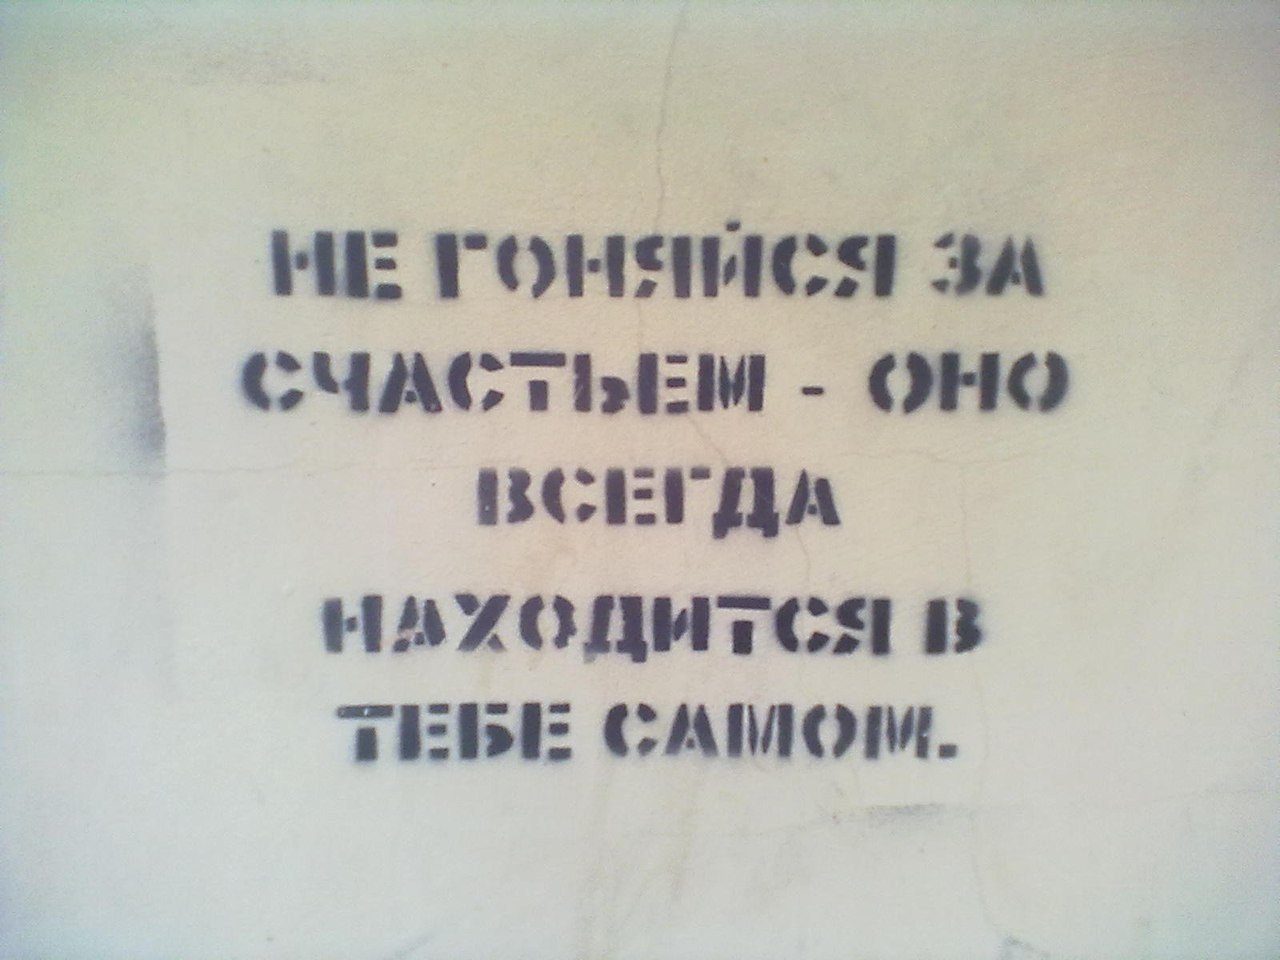 НЕ ГОНЯЙСЯ ЗА
СЧАСТЬЕМ - ОНО
ВСЕГДА
НАХОДИТСЯ В
ТЕБЕ САМОМ.